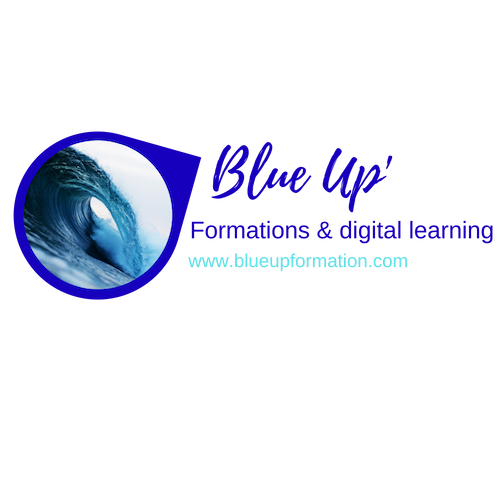 Blue Up'
Formations & digital learning
www.blueupformation.com